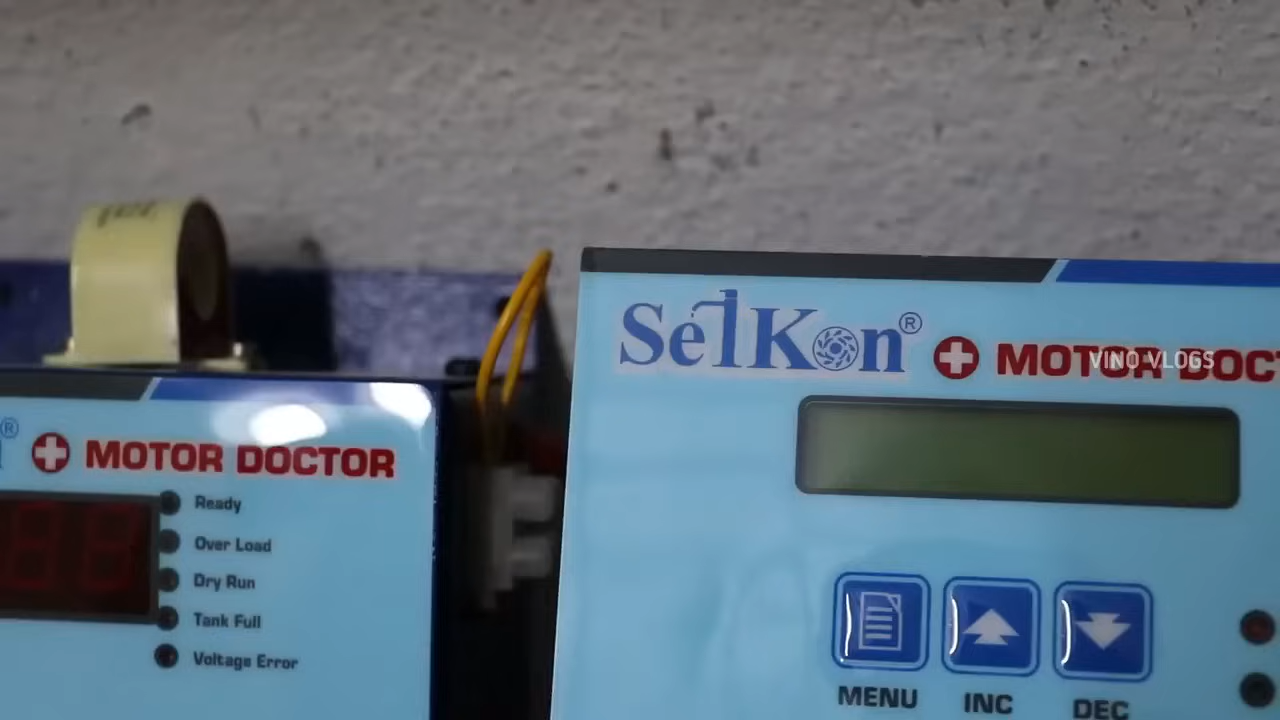 SelKon®
MOTOR DOCT
VINO VLOGS
MENU
INC
DEC
®
MOTOR DOCTOR
Ready
Over Load
Dry Run
Tank Full
Voltage Error